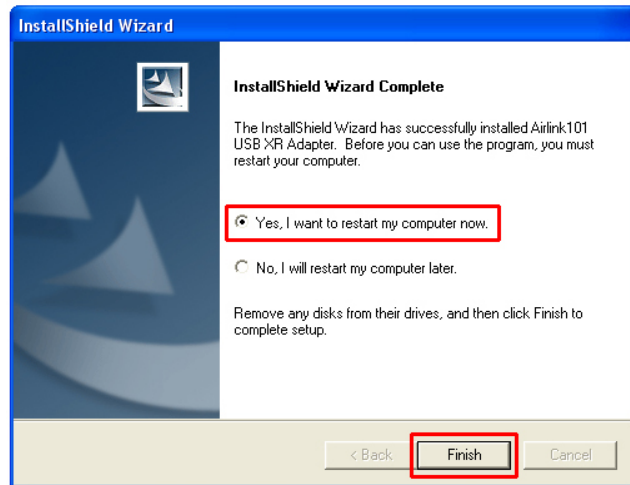 InstallShield Wizard
InstallShield Wizard Complete
The InstallShield Wizard has successfully installed Airlink101
USB XR Adapter.  Before you can use the program, you must
restart your computer.
Yes, I want to restart my computer now.
No, I will restart my computer later.
Remove any disks from their drives, and then click Finish to
complete setup.
< Back
Finish
Cancel